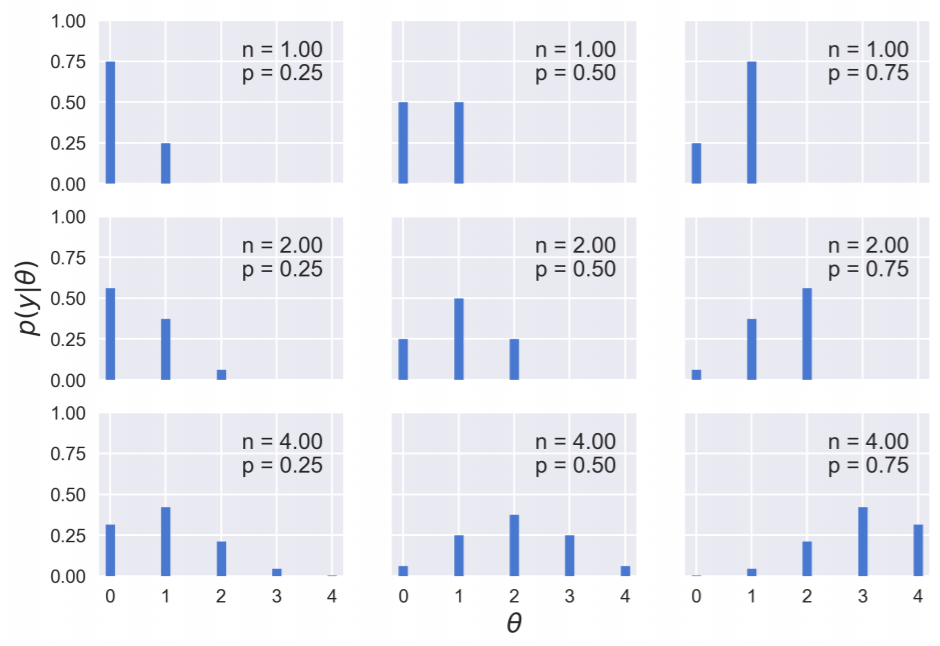 1.00
0.75
0.50
0.25
0.00
n = 1.00
p = 0.25
n = 1.00
p = 0.50
n = 1.00
p = 0.75
1.00
0.75
0.50
0.25
0.00
n = 2.00
p = 0.25
n = 2.00
p = 0.50
n = 2.00
p = 0.75
p(y|θ)
1.00
0.75
0.50
0.25
0.00
n = 4.00
p = 0.25
n = 4.00
p = 0.50
n = 4.00
p = 0.75
0 1 2 3 4
0 1 2 3 4
0 1 2 3 4
θ